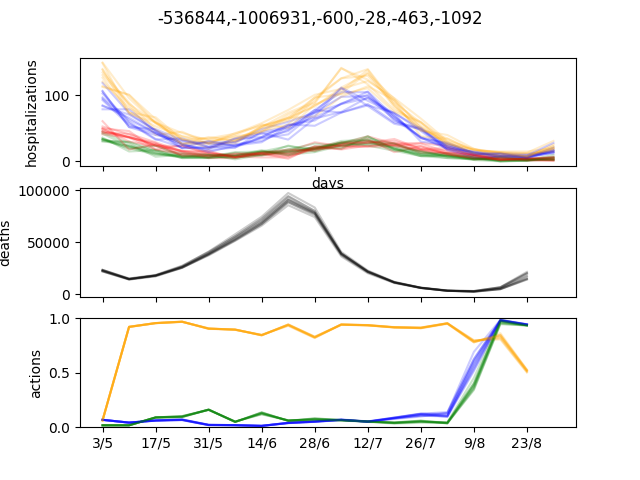 -536844,-1006931,-600,-28,-463,-1092
hospitalizations
100
0
days
deaths
100000
50000
0
actions
1.0
0.5
0.0
3/5 17/5 31/5 14/6 28/6 12/7 26/7 9/8 23/8